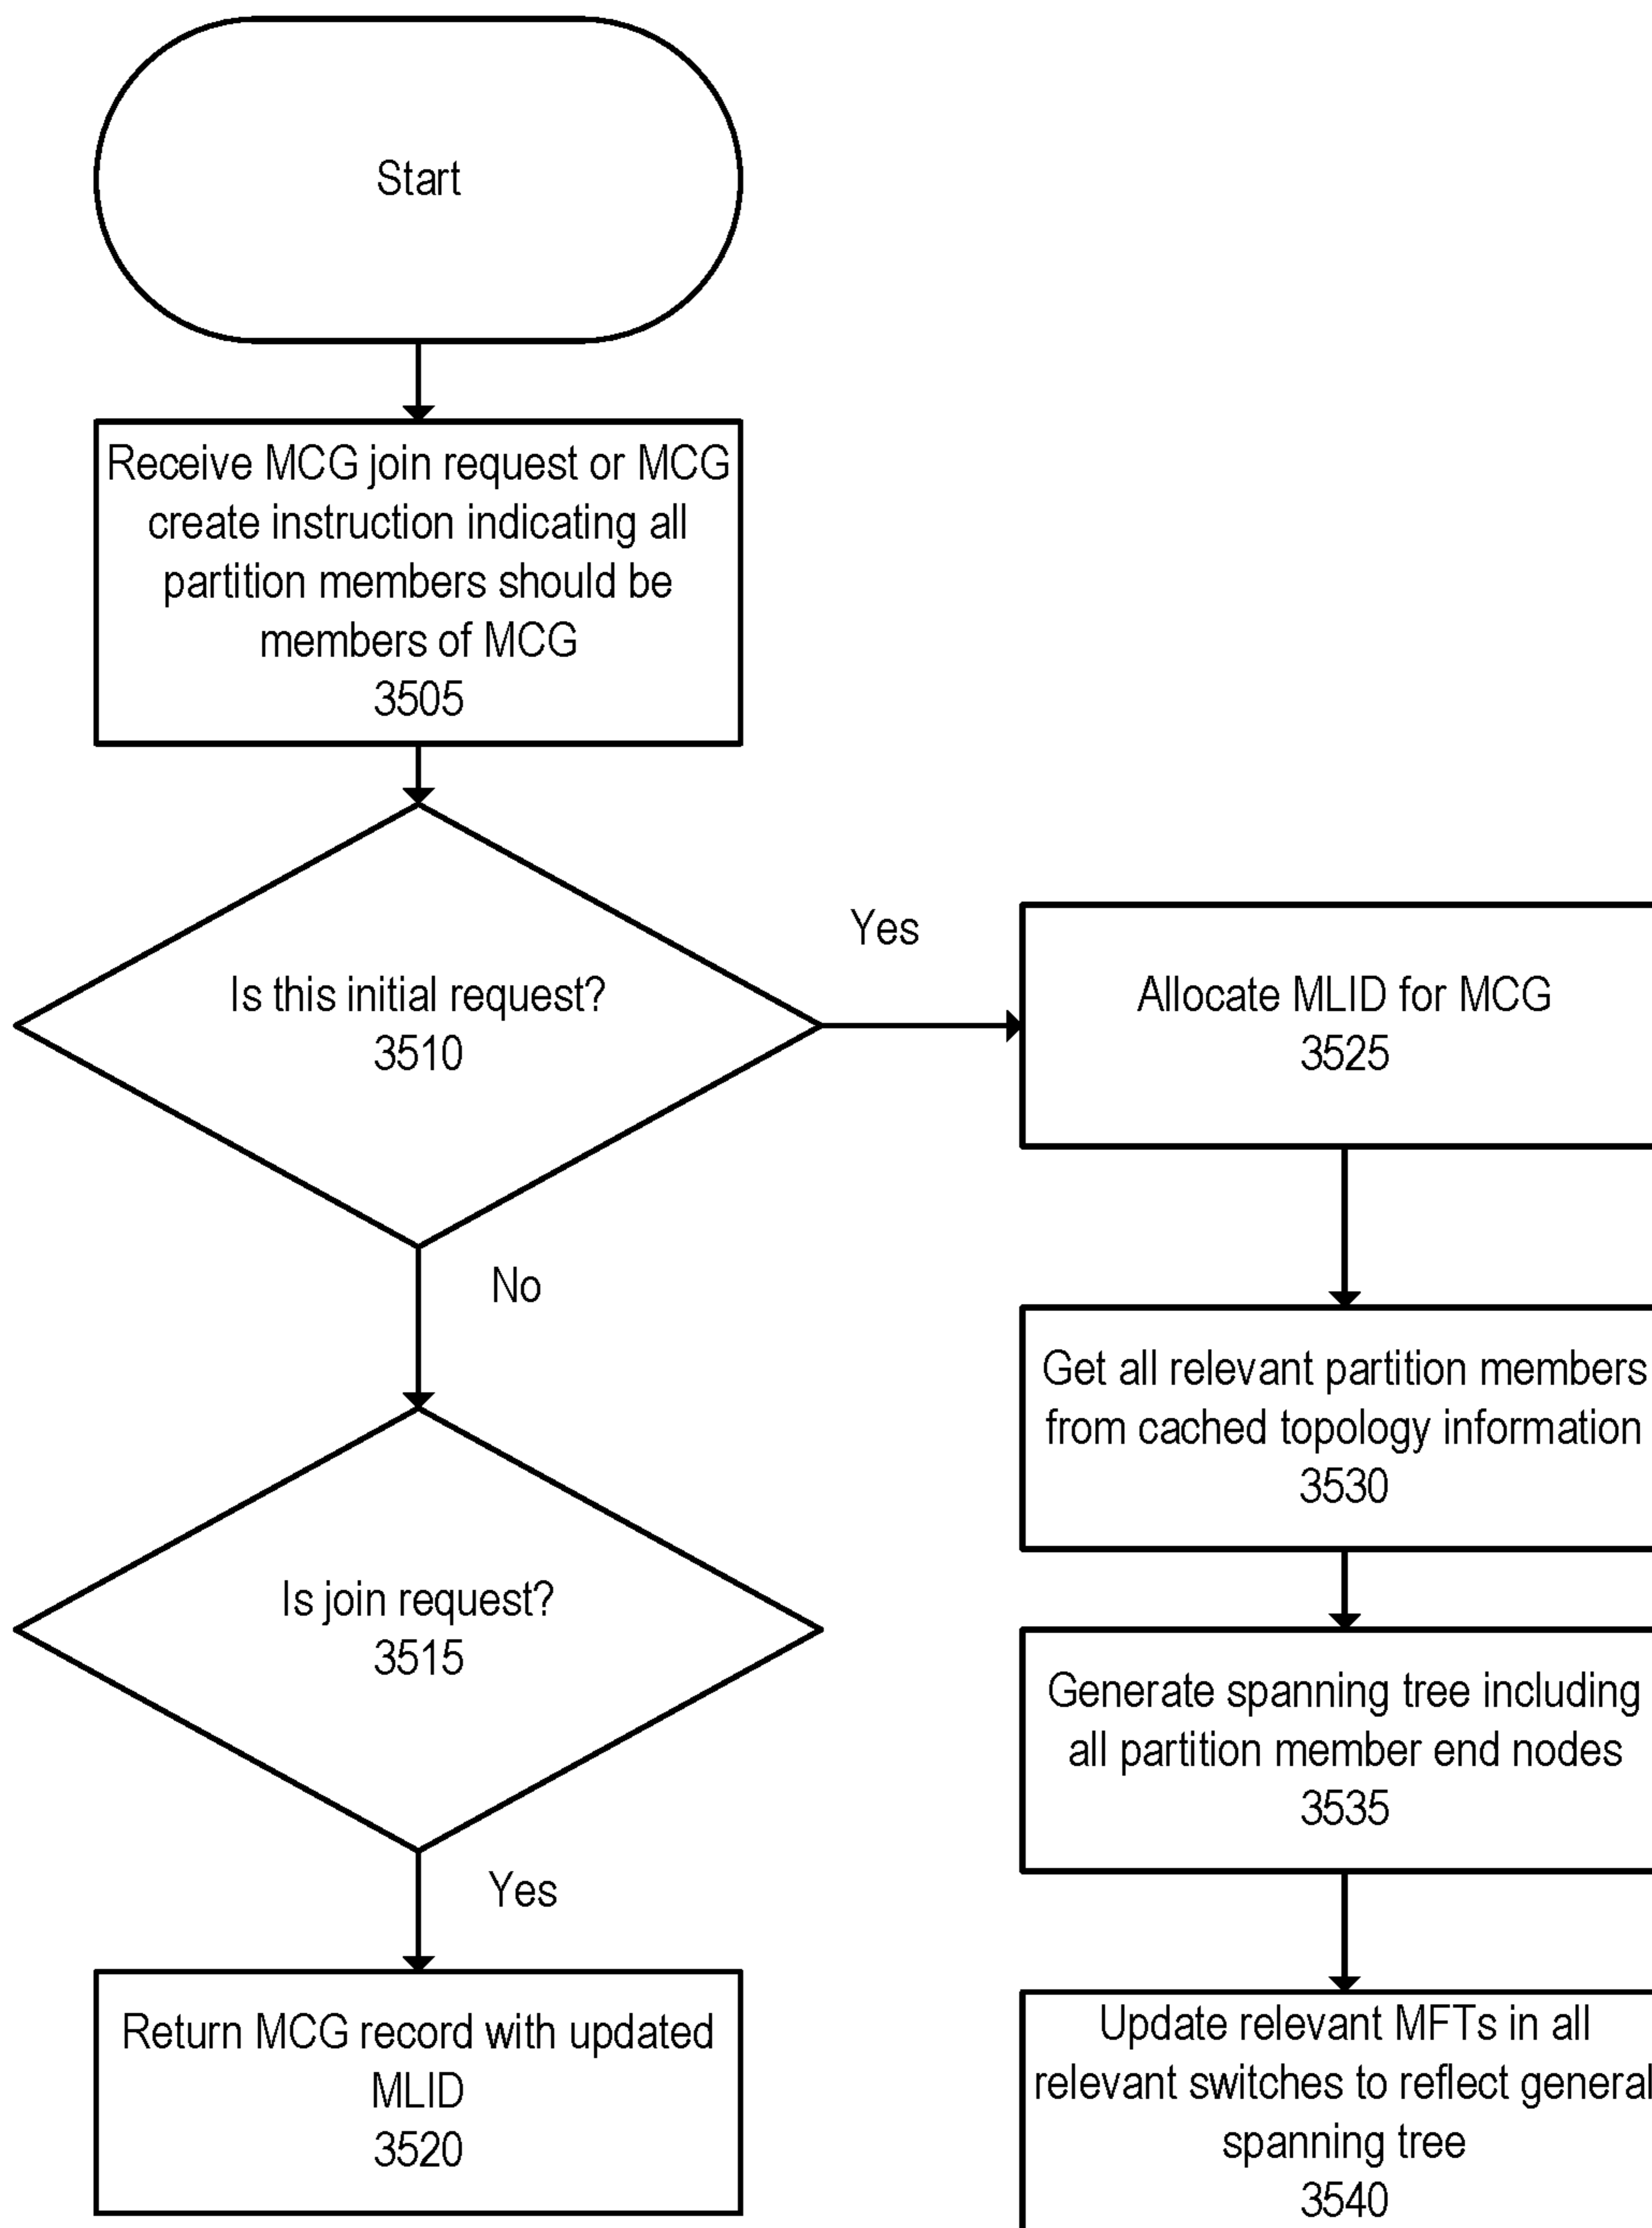 Start
Receive MCG join request or MCG
create instruction indicating all
partition members should be
members of MCG
3505
Is this initial request?
3510
Yes
Allocate MLID for MCG
3525
No
Get all relevant partition members
from cached topology information
3530
Is join request?
3515
Generate spanning tree including
all partition member end nodes
3535
Yes
Return MCG record with updated
MLID
3520
Update relevant MFTs in all
relevant switches to reflect general
spanning tree
3540